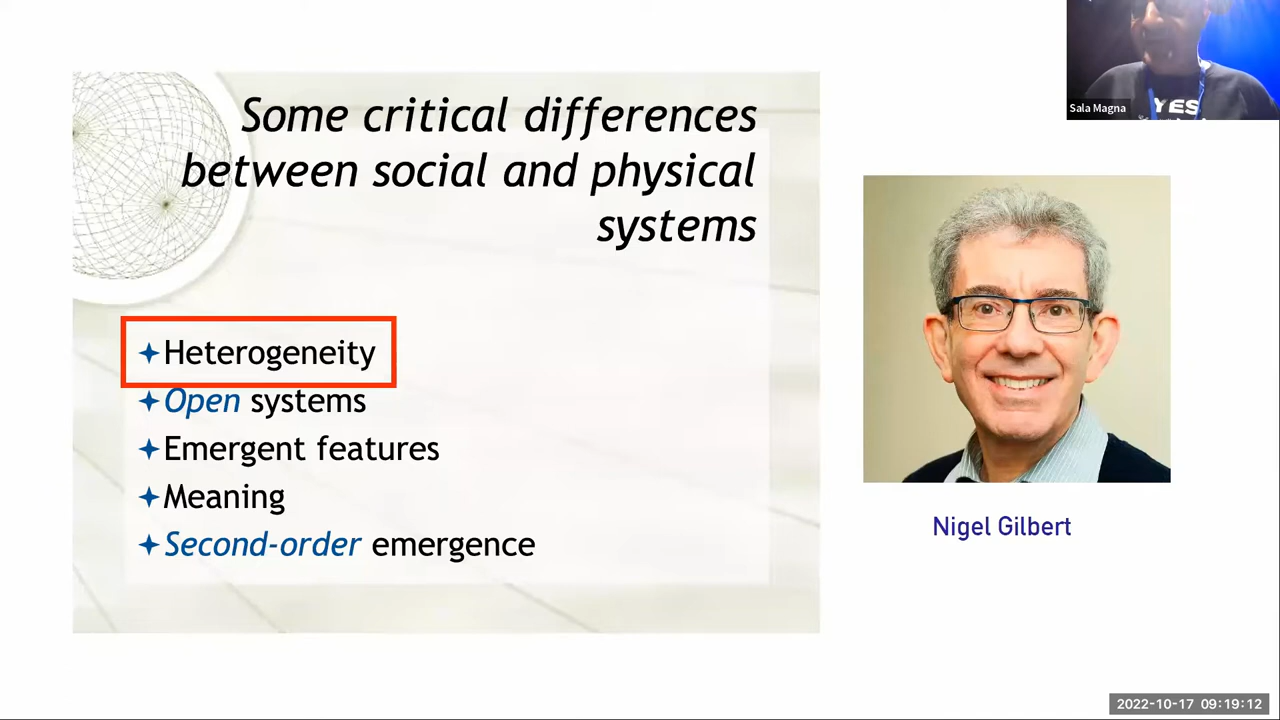 Some critical differences
between social and physical
systems
✦Heterogeneity
✦Open systems
✦Emergent features
✦Meaning
✦Second-order emergence
Sala Magna
YES
Nigel Gilbert
2022-10-17 09:19:12